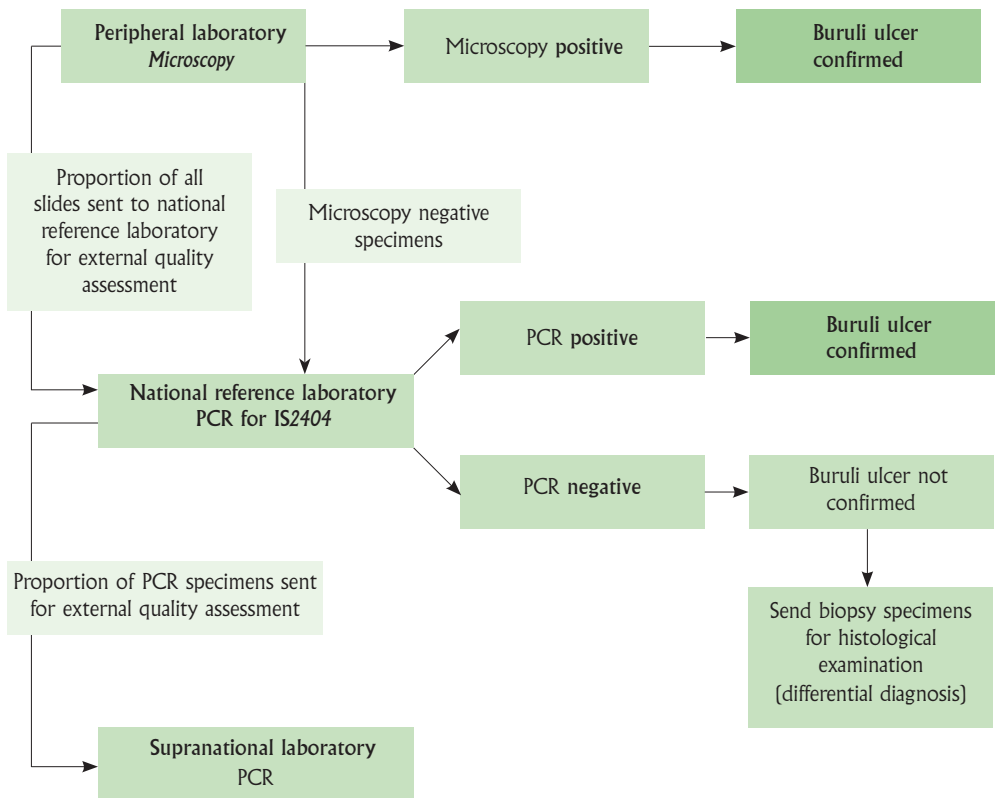 Peripheral laboratory
Microscopy
Microscopy positive
Buruli ulcer
confirmed
Proportion of all
slides sent to national
reference laboratory
for external quality
assessment
Microscopy negative
specimens
National reference laboratory
PCR for IS2404
PCR positive
Buruli ulcer
confirmed
PCR negative
Buruli ulcer not
confirmed
Send biopsy specimens
for histological
examination
(differential diagnosis)
Proportion of PCR specimens sent
for external quality assessment
Supranational laboratory
PCR